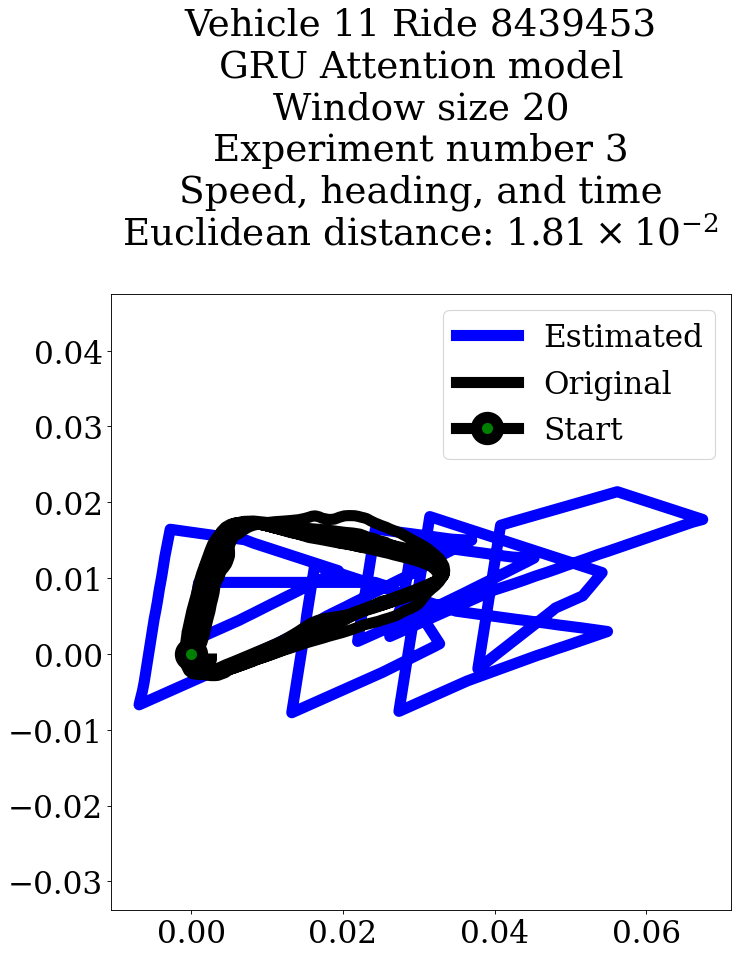 Vehicle 11 Ride 8439453
GRU Attention model
Window size 20
Experiment number 3
Speed, heading, and time
Euclidean distance: 1.81 × 10⁻²
Estimated
Original
Start
0.04
0.03
0.02
0.01
0.00
−0.01
−0.02
−0.03
0.00 0.02 0.04 0.06